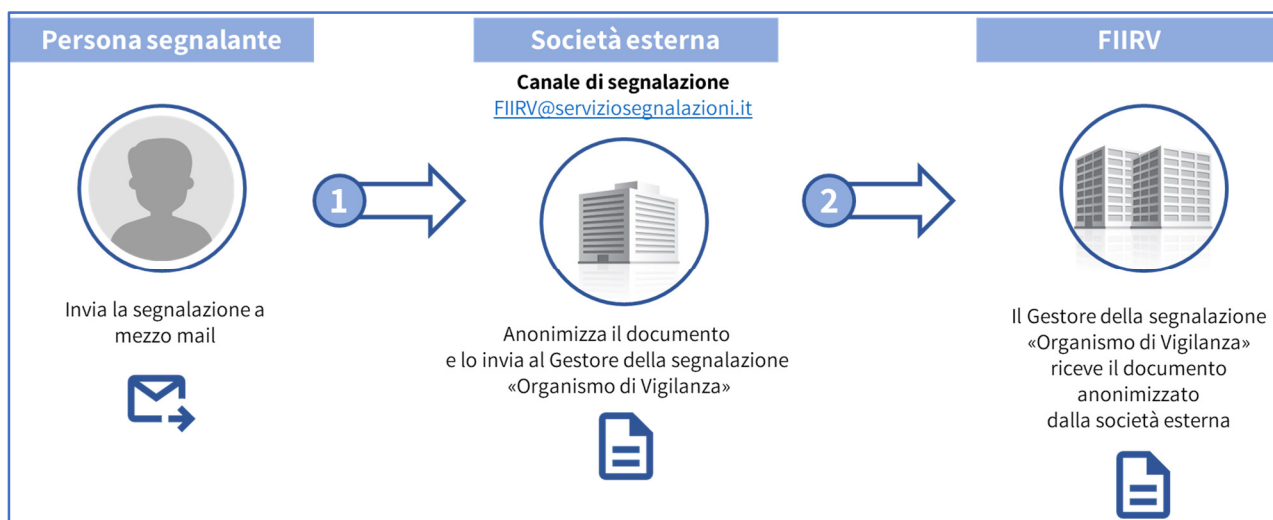 Persona segnalante
Società esterna
FIIRV
Canale di segnalazione
FIIRV@serviziosegnalazioni.it
1
2
Invia la segnalazione a
mezzo mail
Anonimizza il documento
e lo invia al Gestore della segnalazione
«Organismo di Vigilanza»
Il Gestore della segnalazione
«Organismo di Vigilanza»
riceve il documento
anonimizzato
dalla società esterna